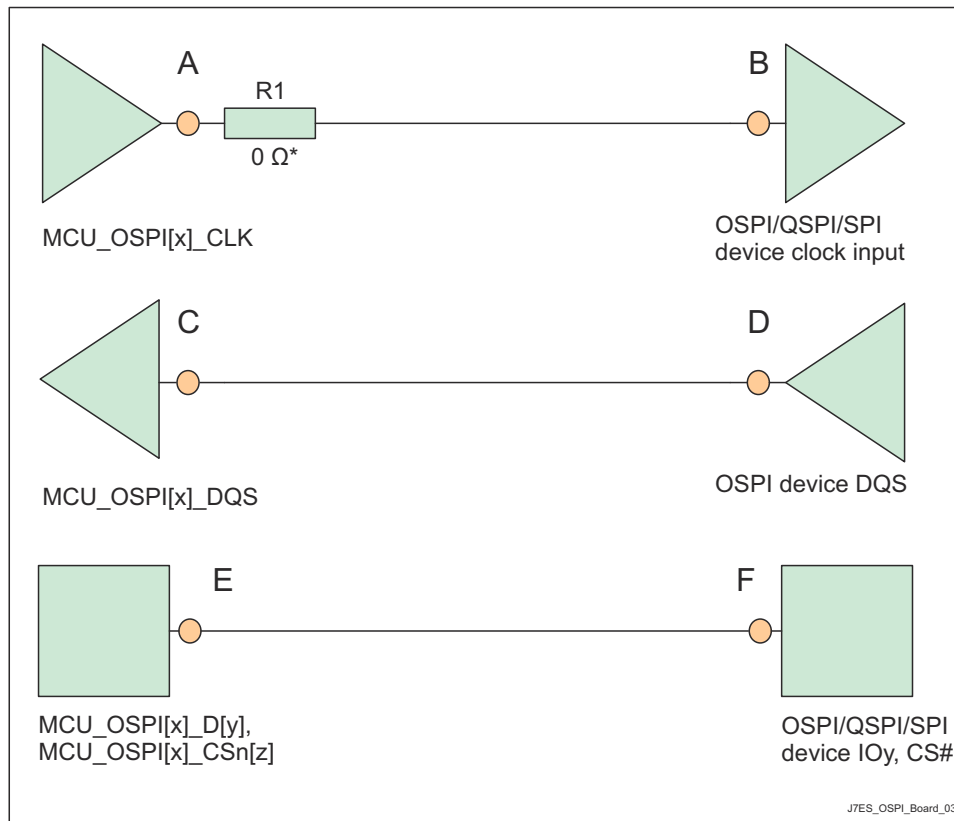 A
B
R1
0 Ω*
MCU_OSPI[x]_CLK
OSPI/QSPI/SPI
device clock input
C
D
MCU_OSPI[x]_DQS
OSPI device DQS
E
F
MCU_OSPI[x]_D[y],
MCU_OSPI[x]_CSn[z]
OSPI/QSPI/SPI
device IOy, CS#
J7ES_OSPI_Board_03